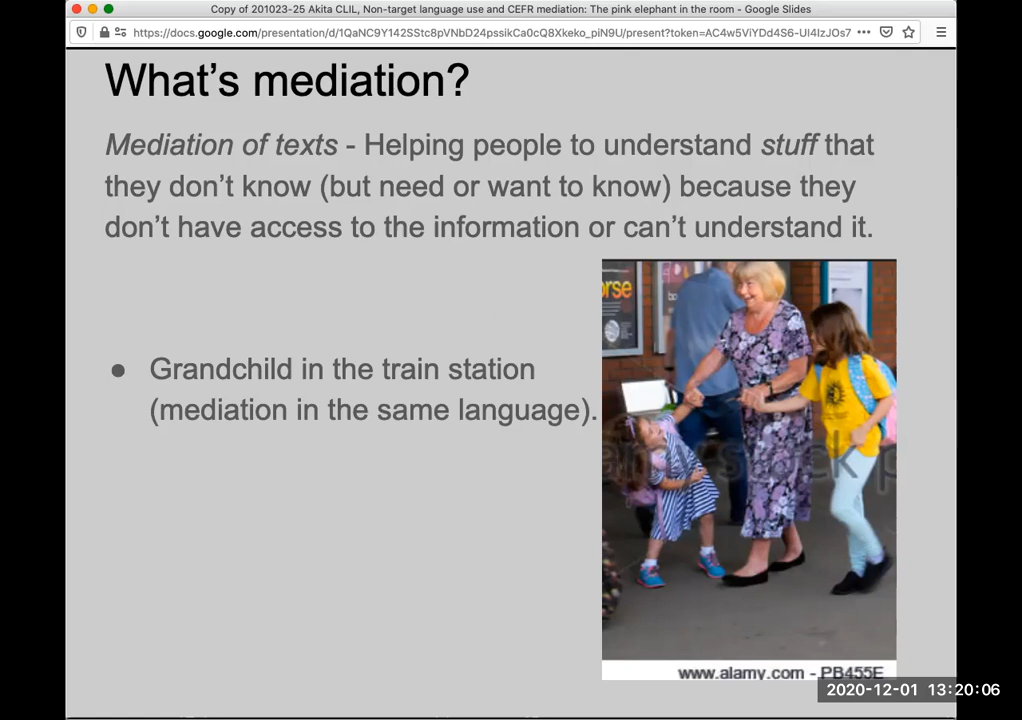 Copy of 201023-25 Akita CLIL, Non-target language use and CEFR mediation: The pink elephant in the room - Google Slides
https://docs.google.com/presentation/d/1QaNC9Y142SStc8pVNbD24pssikCa0cQ8Xkeko_piN9U/present?token=AC4w5ViYDd4S6-UI4IzJOs7
What's mediation?
Mediation of texts - Helping people to understand stuff that
they don't know (but need or want to know) because they
don't have access to the information or can't understand it.
● Grandchild in the train station
(mediation in the same language).
www.alamy.com - PB455E
2020-12-01 13:20:06